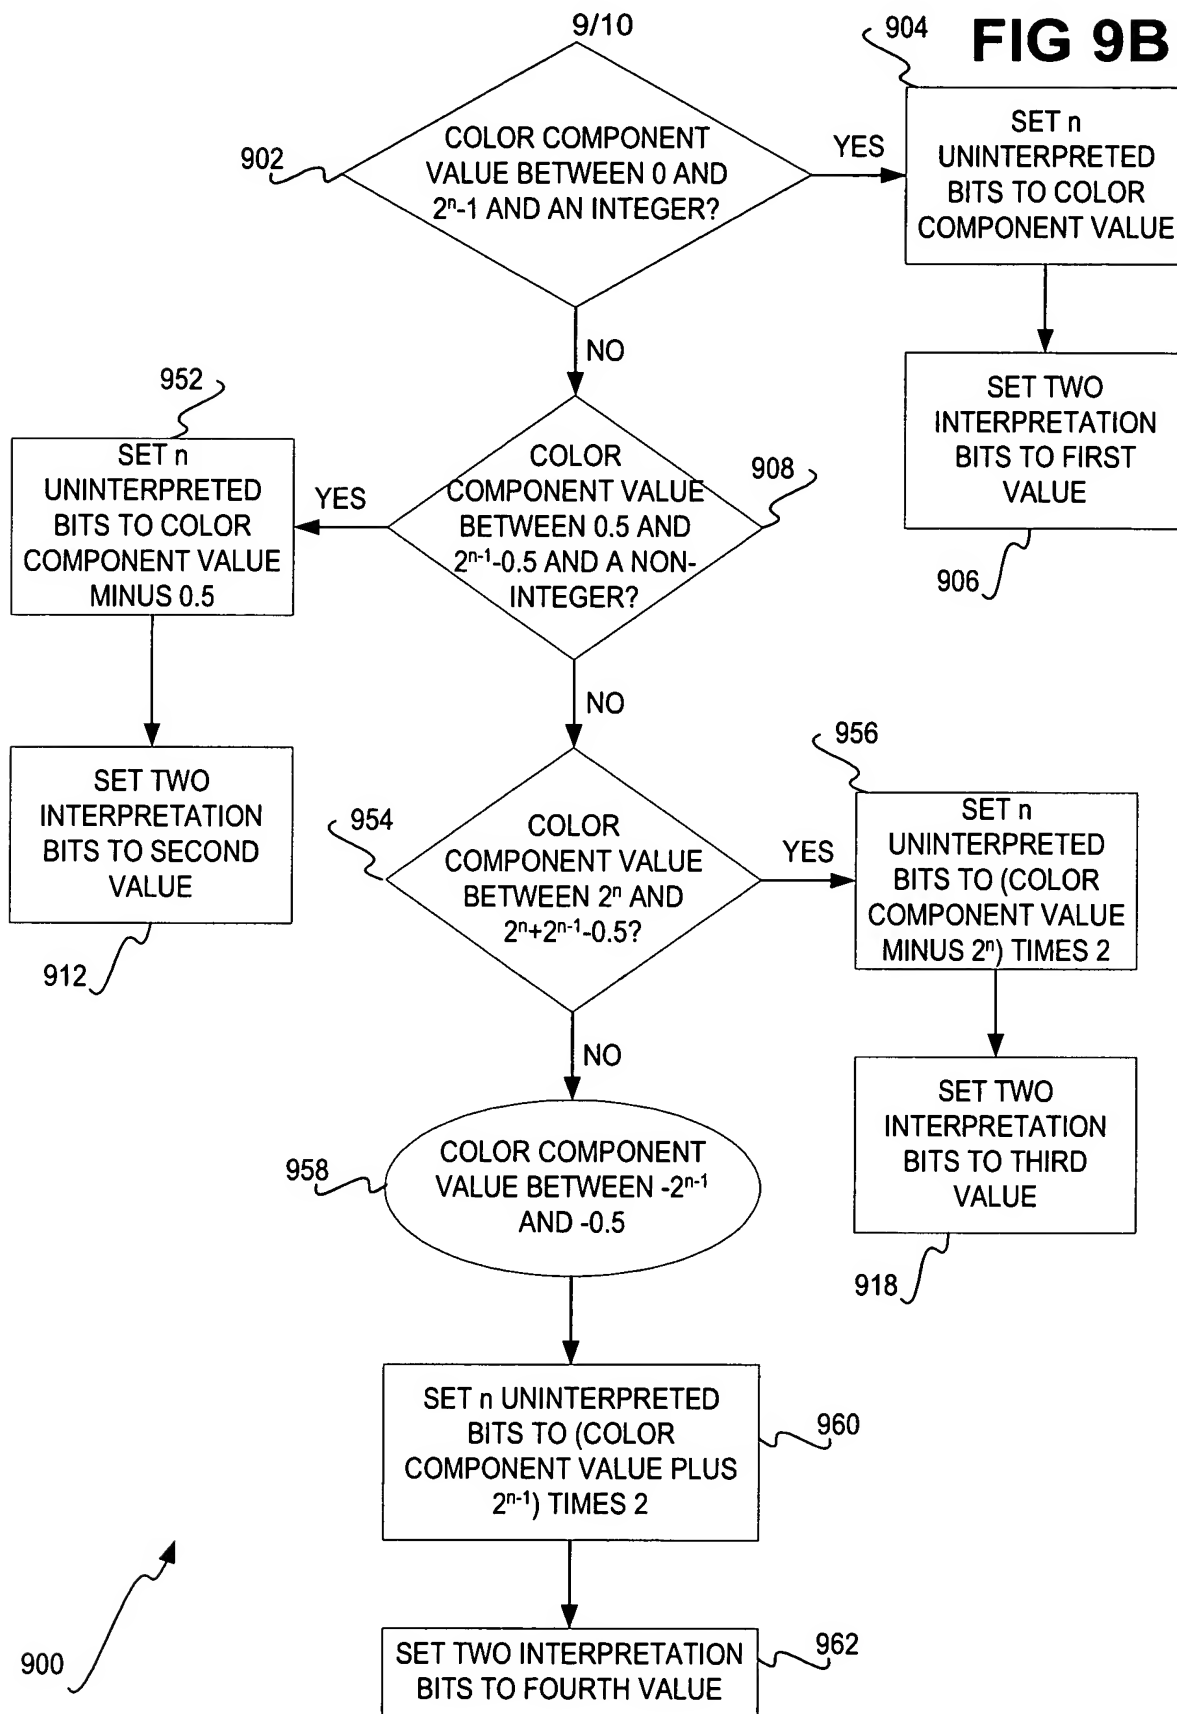 9/10
FIG 9B
904
902
COLOR COMPONENT
VALUE BETWEEN 0 AND
2ⁿ-1 AND AN INTEGER?
YES
SET n
UNINTERPRETED
BITS TO COLOR
COMPONENT VALUE
NO
SET TWO
INTERPRETATION
BITS TO FIRST
VALUE
906
952
SET n
UNINTERPRETED
BITS TO COLOR
COMPONENT VALUE
MINUS 0.5
YES
COLOR
COMPONENT VALUE
BETWEEN 0.5 AND
2ⁿ⁻¹-0.5 AND A NON-
INTEGER?
908
NO
SET TWO
INTERPRETATION
BITS TO SECOND
VALUE
912
954
COLOR
COMPONENT VALUE
BETWEEN 2ⁿ AND
2ⁿ+2ⁿ⁻¹-0.5?
YES
956
SET n
UNINTERPRETED
BITS TO (COLOR
COMPONENT VALUE
MINUS 2ⁿ) TIMES 2
NO
SET TWO
INTERPRETATION
BITS TO THIRD
VALUE
918
958
COLOR COMPONENT
VALUE BETWEEN -2ⁿ⁻¹
AND -0.5
SET n UNINTERPRETED
BITS TO (COLOR
COMPONENT VALUE PLUS
2ⁿ⁻¹) TIMES 2
960
SET TWO INTERPRETATION
BITS TO FOURTH VALUE
962
900